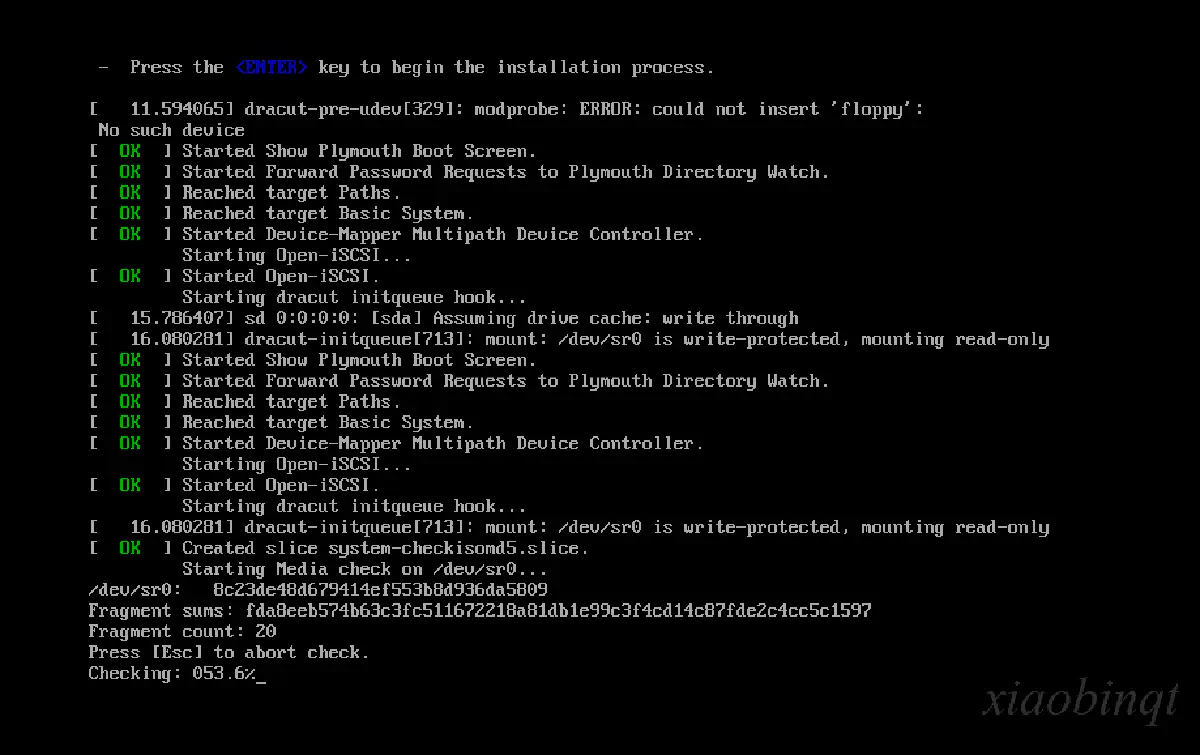 -  Press the <ENTER> key to begin the installation process.
[   11.594065] dracut-pre-udev[329]: modprobe: ERROR: could not insert 'floppy':
No such device
[  OK  ] Started Show Plymouth Boot Screen.
[  OK  ] Started Forward Password Requests to Plymouth Directory Watch.
[  OK  ] Reached target Paths.
[  OK  ] Reached target Basic System.
[  OK  ] Started Device-Mapper Multipath Device Controller.
Starting Open-iSCSI...
[  OK  ] Started Open-iSCSI.
Starting dracut initqueue hook...
[   15.786407] sd 0:0:0:0: [sda] Assuming drive cache: write through
[   16.080281] dracut-initqueue[713]: mount: /dev/sr0 is write-protected, mounting read-only
[  OK  ] Started Show Plymouth Boot Screen.
[  OK  ] Started Forward Password Requests to Plymouth Directory Watch.
[  OK  ] Reached target Paths.
[  OK  ] Reached target Basic System.
[  OK  ] Started Device-Mapper Multipath Device Controller.
Starting Open-iSCSI...
[  OK  ] Started Open-iSCSI.
Starting dracut initqueue hook...
[   16.080281] dracut-initqueue[713]: mount: /dev/sr0 is write-protected, mounting read-only
[  OK  ] Created slice system-checkisomd5.slice.
Starting Media check on /dev/sr0...
/dev/sr0:   8c23de48d679414ef553b8d936da5809
Fragment sums: fda8eeb574b63c3fc511672218a81db1e99c3f4cd14c87fde2c4cc5c1597
Fragment count: 20
Press [Esc] to abort check.
Checking: 053.6%_
xiaobinqt